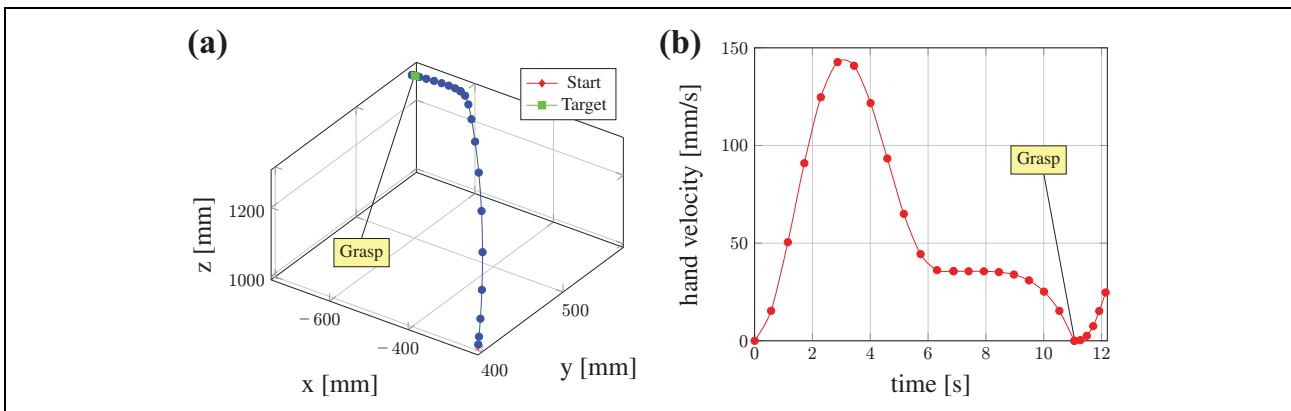 (a)
Start
Target
Grasp
1200
1000
z [mm]
−600
−400
x [mm]
400
500
y [mm]
(b)
150
100
50
0
hand velocity [mm/s]
Grasp
0 2 4 6 8 10 12
time [s]